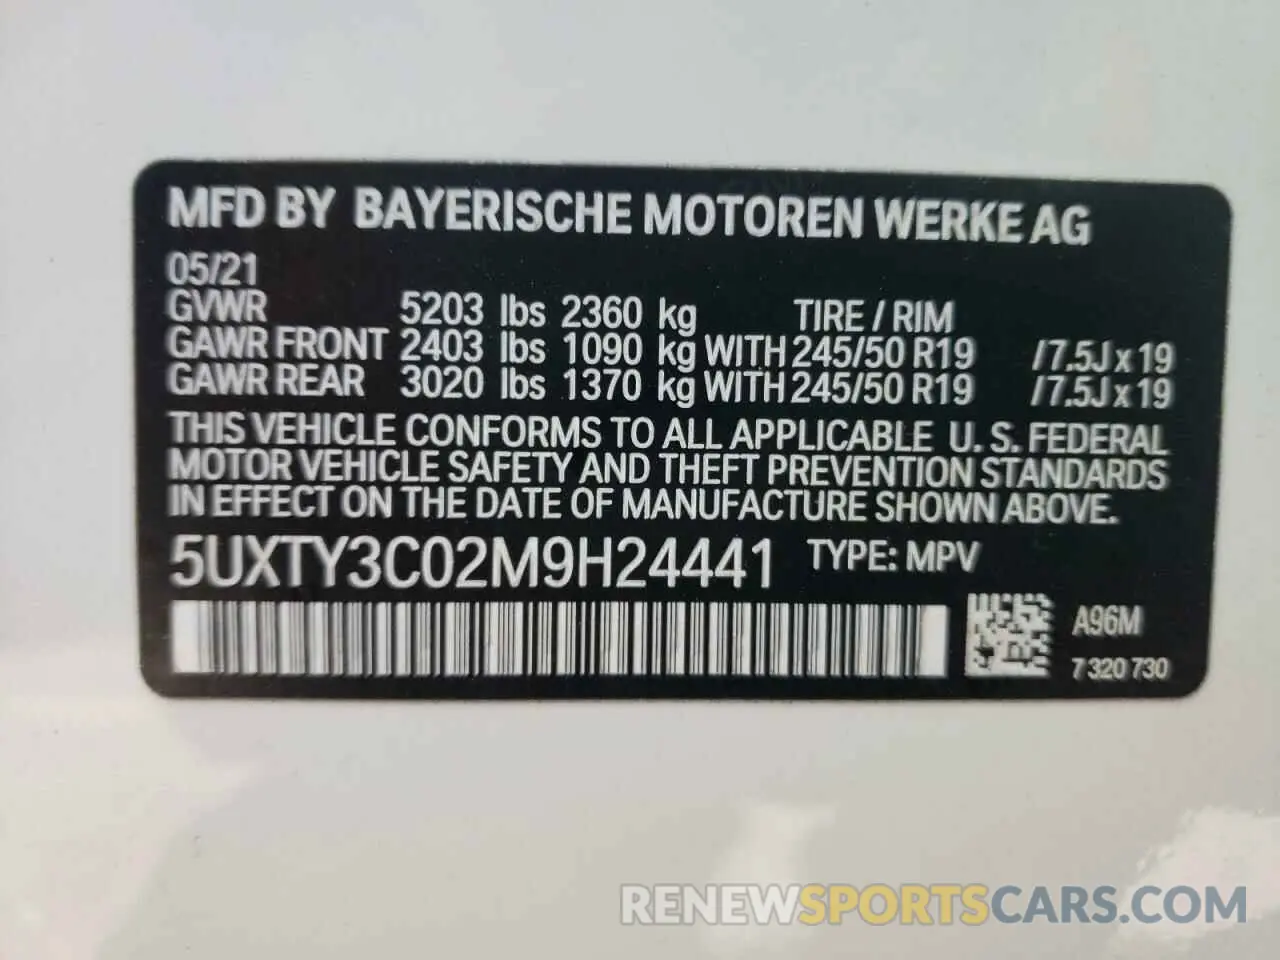 MFD BY BAYERISCHE MOTOREN WERKE AG
05/21
GVWR 5203 lbs 2360 kg TIRE / RIM
GAWR FRONT 2403 lbs 1090 kg WITH 245/50 R19 /7.5J x 19
GAWR REAR 3020 lbs 1370 kg WITH 245/50 R19 /7.5J x 19
THIS VEHICLE CONFORMS TO ALL APPLICABLE U. S. FEDERAL
MOTOR VEHICLE SAFETY AND THEFT PREVENTION STANDARDS
IN EFFECT ON THE DATE OF MANUFACTURE SHOWN ABOVE.
5UXTY3C02M9H24441 TYPE: MPV
A96M
7 320 730
RENEWSPORTSCARS.COM